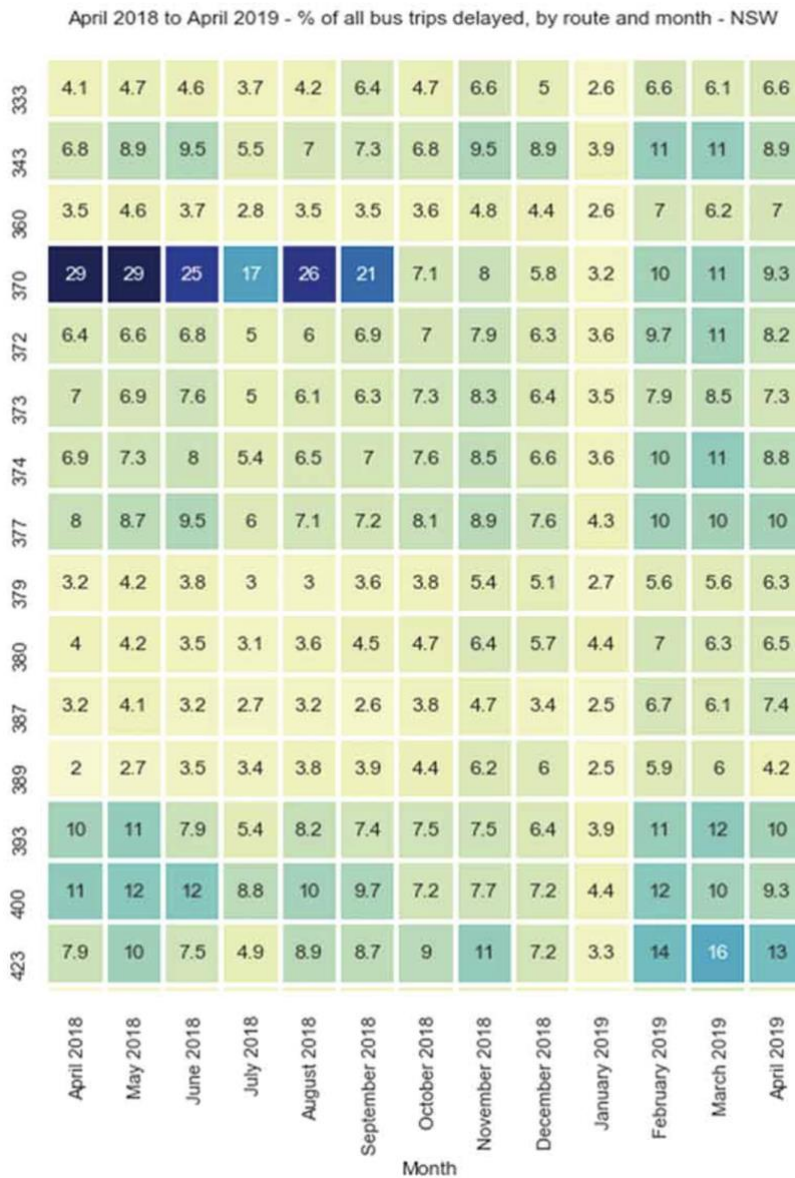 April 2018 to April 2019 - % of all bus trips delayed, by route and month - NSW
333 4.1 4.7 4.6 3.7 4.2 6.4 4.7 6.6 5 2.6 6.6 6.1 6.6
343 6.8 8.9 9.5 5.5 7 7.3 6.8 9.5 8.9 3.9 11 11 8.9
360 3.5 4.6 3.7 2.8 3.5 3.5 3.6 4.8 4.4 2.6 7 6.2 7
370 29 29 25 17 26 21 7.1 8 5.8 3.2 10 11 9.3
372 6.4 6.6 6.8 5 6 6.9 7 7.9 6.3 3.6 9.7 11 8.2
373 7 6.9 7.6 5 6.1 6.3 7.3 8.3 6.4 3.5 7.9 8.5 7.3
374 6.9 7.3 8 5.4 6.5 7 7.6 8.5 6.6 3.6 10 11 8.8
377 8 8.7 9.5 6 7.1 7.2 8.1 8.9 7.6 4.3 10 10 10
379 3.2 4.2 3.8 3 3 3.6 3.8 5.4 5.1 2.7 5.6 5.6 6.3
380 4 4.2 3.5 3.1 3.6 4.5 4.7 6.4 5.7 4.4 7 6.3 6.5
387 3.2 4.1 3.2 2.7 3.2 2.6 3.8 4.7 3.4 2.5 6.7 6.1 7.4
389 2 2.7 3.5 3.4 3.8 3.9 4.4 6.2 6 2.5 5.9 6 4.2
393 10 11 7.9 5.4 8.2 7.4 7.5 7.5 6.4 3.9 11 12 10
400 11 12 12 8.8 10 9.7 7.2 7.7 7.2 4.4 12 10 9.3
423 7.9 10 7.5 4.9 8.9 8.7 9 11 7.2 3.3 14 16 13
April 2018 May 2018 June 2018 July 2018 August 2018 September 2018 October 2018 November 2018 December 2018 January 2019 February 2019 March 2019 April 2019
Month